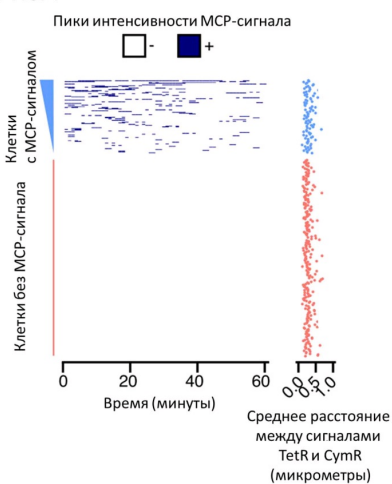 Пики интенсивности MCP-сигнала
- +
Клетки
с MCP-сигналом
Клетки без MCP-сигнала
0 20 40 60
Время (минуты)
0.0 0.5 1.0
Среднее расстояние
между сигналами
TetR и CymR
(микрометры)